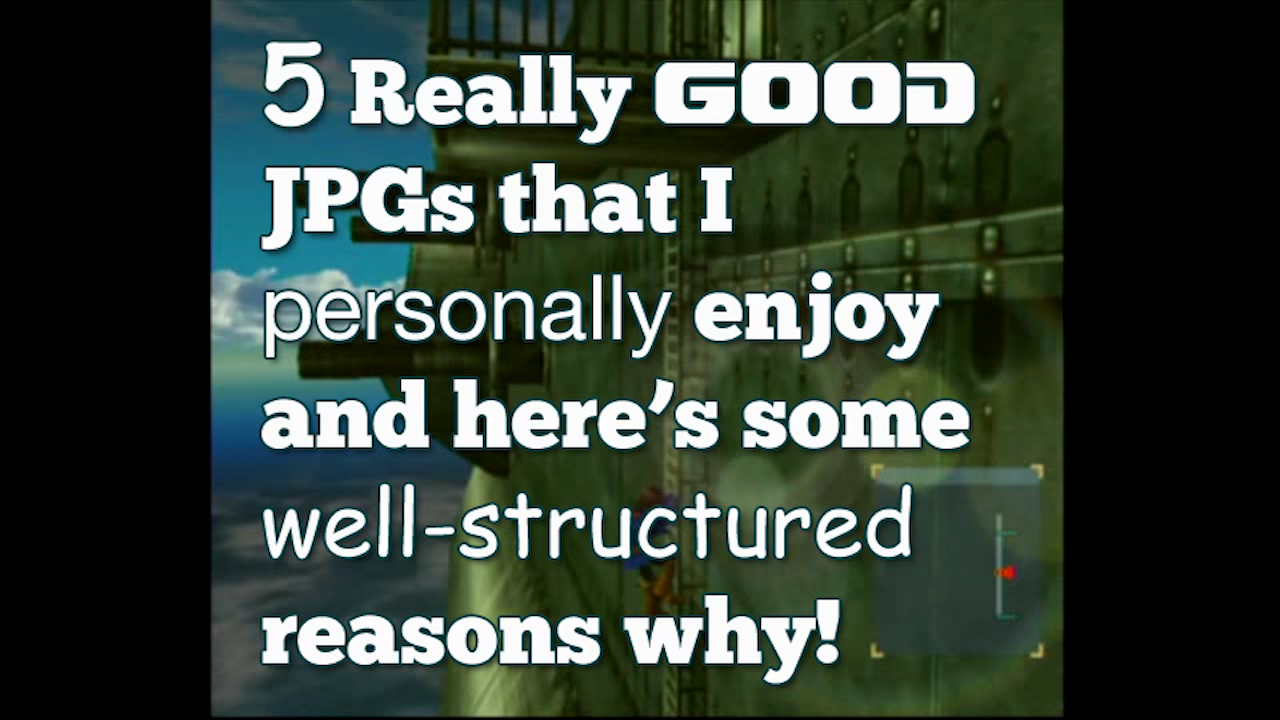 5 Really GOOD
JPGs that I
personally enjoy
and here’s some
well-structured
reasons why!